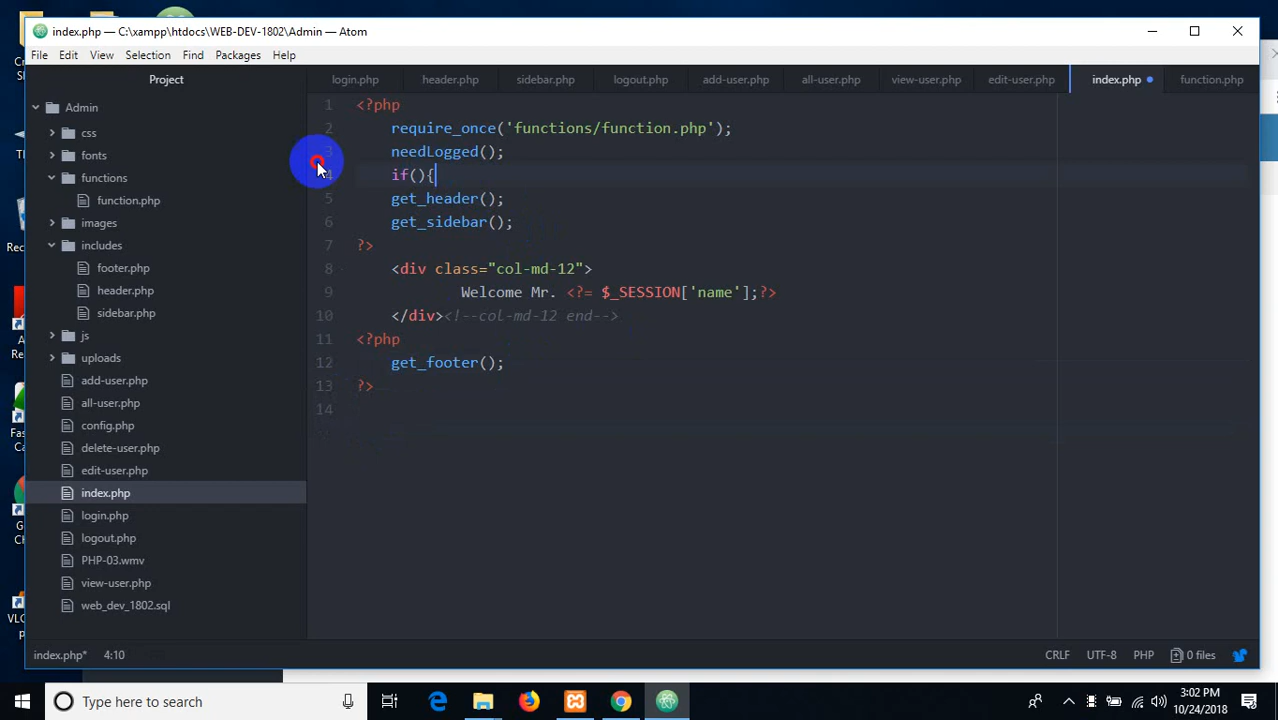 index.php — C:\xampp\htdocs\WEB-DEV-1802\Admin — Atom
File Edit View Selection Find Packages Help
Project
login.php header.php sidebar.php logout.php add-user.php all-user.php view-user.php edit-user.php index.php function.php
Admin
css
fonts
functions
function.php
images
includes
footer.php
header.php
sidebar.php
js
uploads
add-user.php
all-user.php
config.php
delete-user.php
edit-user.php
index.php
login.php
logout.php
PHP-03.wmv
view-user.php
web_dev_1802.sql
1 <?php
2 require_once('functions/function.php');
3 needLogged();
4 if(){
5 get_header();
6 get_sidebar();
7 ?>
8 <div class="col-md-12">
9 Welcome Mr. <?= $_SESSION['name'];?>
10 </div><!--col-md-12 end-->
11 <?php
12 get_footer();
13 ?>
14
index.php* 4:10 CRLF UTF-8 PHP 0 files
Type here to search
3:02 PM
10/24/2018